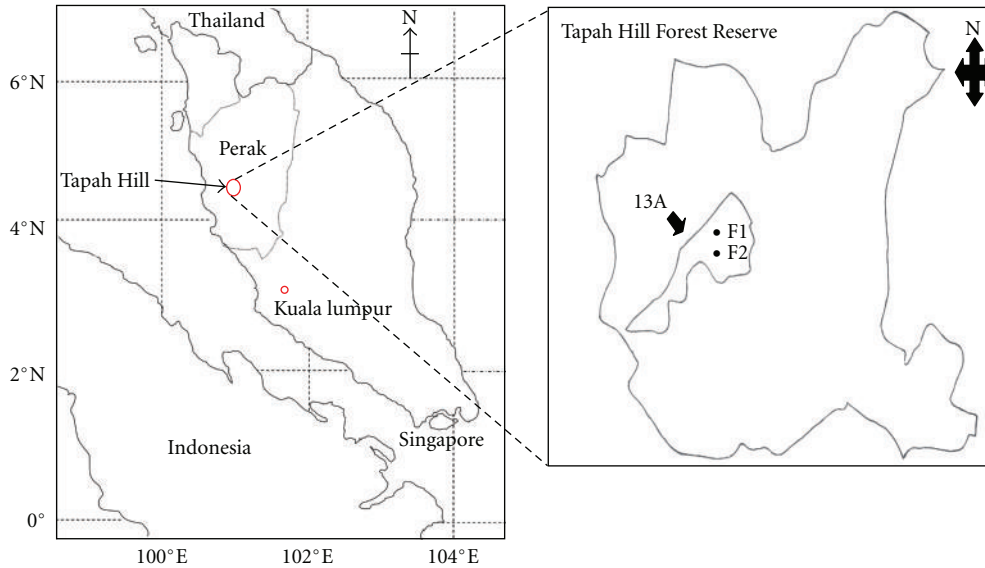 Thailand
N
6°N
Perak
Tapah Hill
4°N
Kuala lumpur
2°N
Indonesia
Singapore
0°
100°E
102°E
104°E
Tapah Hill Forest Reserve
N
13A
F1
F2